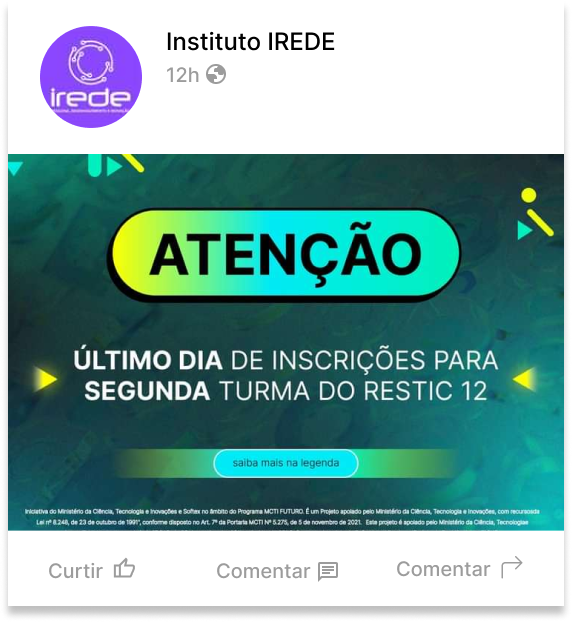 Instituto IREDE
12h
irede
ATENÇÃO
ÚLTIMO DIA DE INSCRIÇÕES PARA
SEGUNDA TURMA DO RESTIC 12
saiba mais na legenda
Iniciativa do Ministério da Ciência, Tecnologia e Inovações e Softex no âmbito do Programa MCTI FUTURO. É um Projeto apoiado pelo Ministério da Ciência, Tecnologia e Inovações, com recursos da
Lei nº 8.248, de 23 de outubro de 1991", conforme disposto no Art. 7º da Portaria MCTI Nº 5.275, de 5 de novembro de 2021. Este projeto é apoiado pelo Ministério da Ciência, Tecnologias
Curtir
Comentar
Comentar